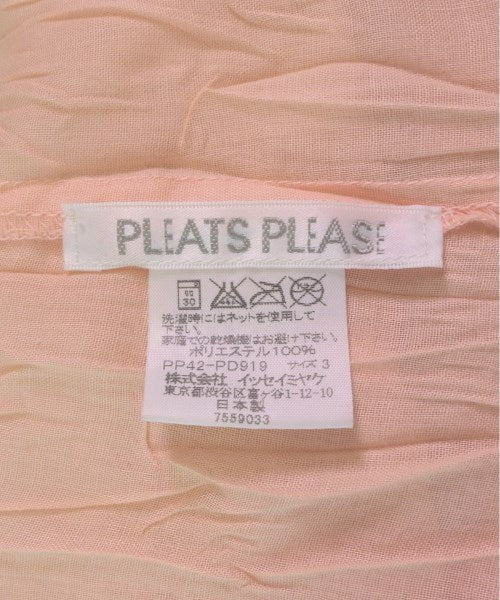 PLEATS PLEASE
30
洗濯時にはネットを使用して
下さい。
家庭での乾燥機はお避け下さい。
ポリエステル100%
PP42-PD919 サイズ 3
株式会社 イッセイミヤケ
東京都渋谷区富ヶ谷1-12-10
日本製
7559033